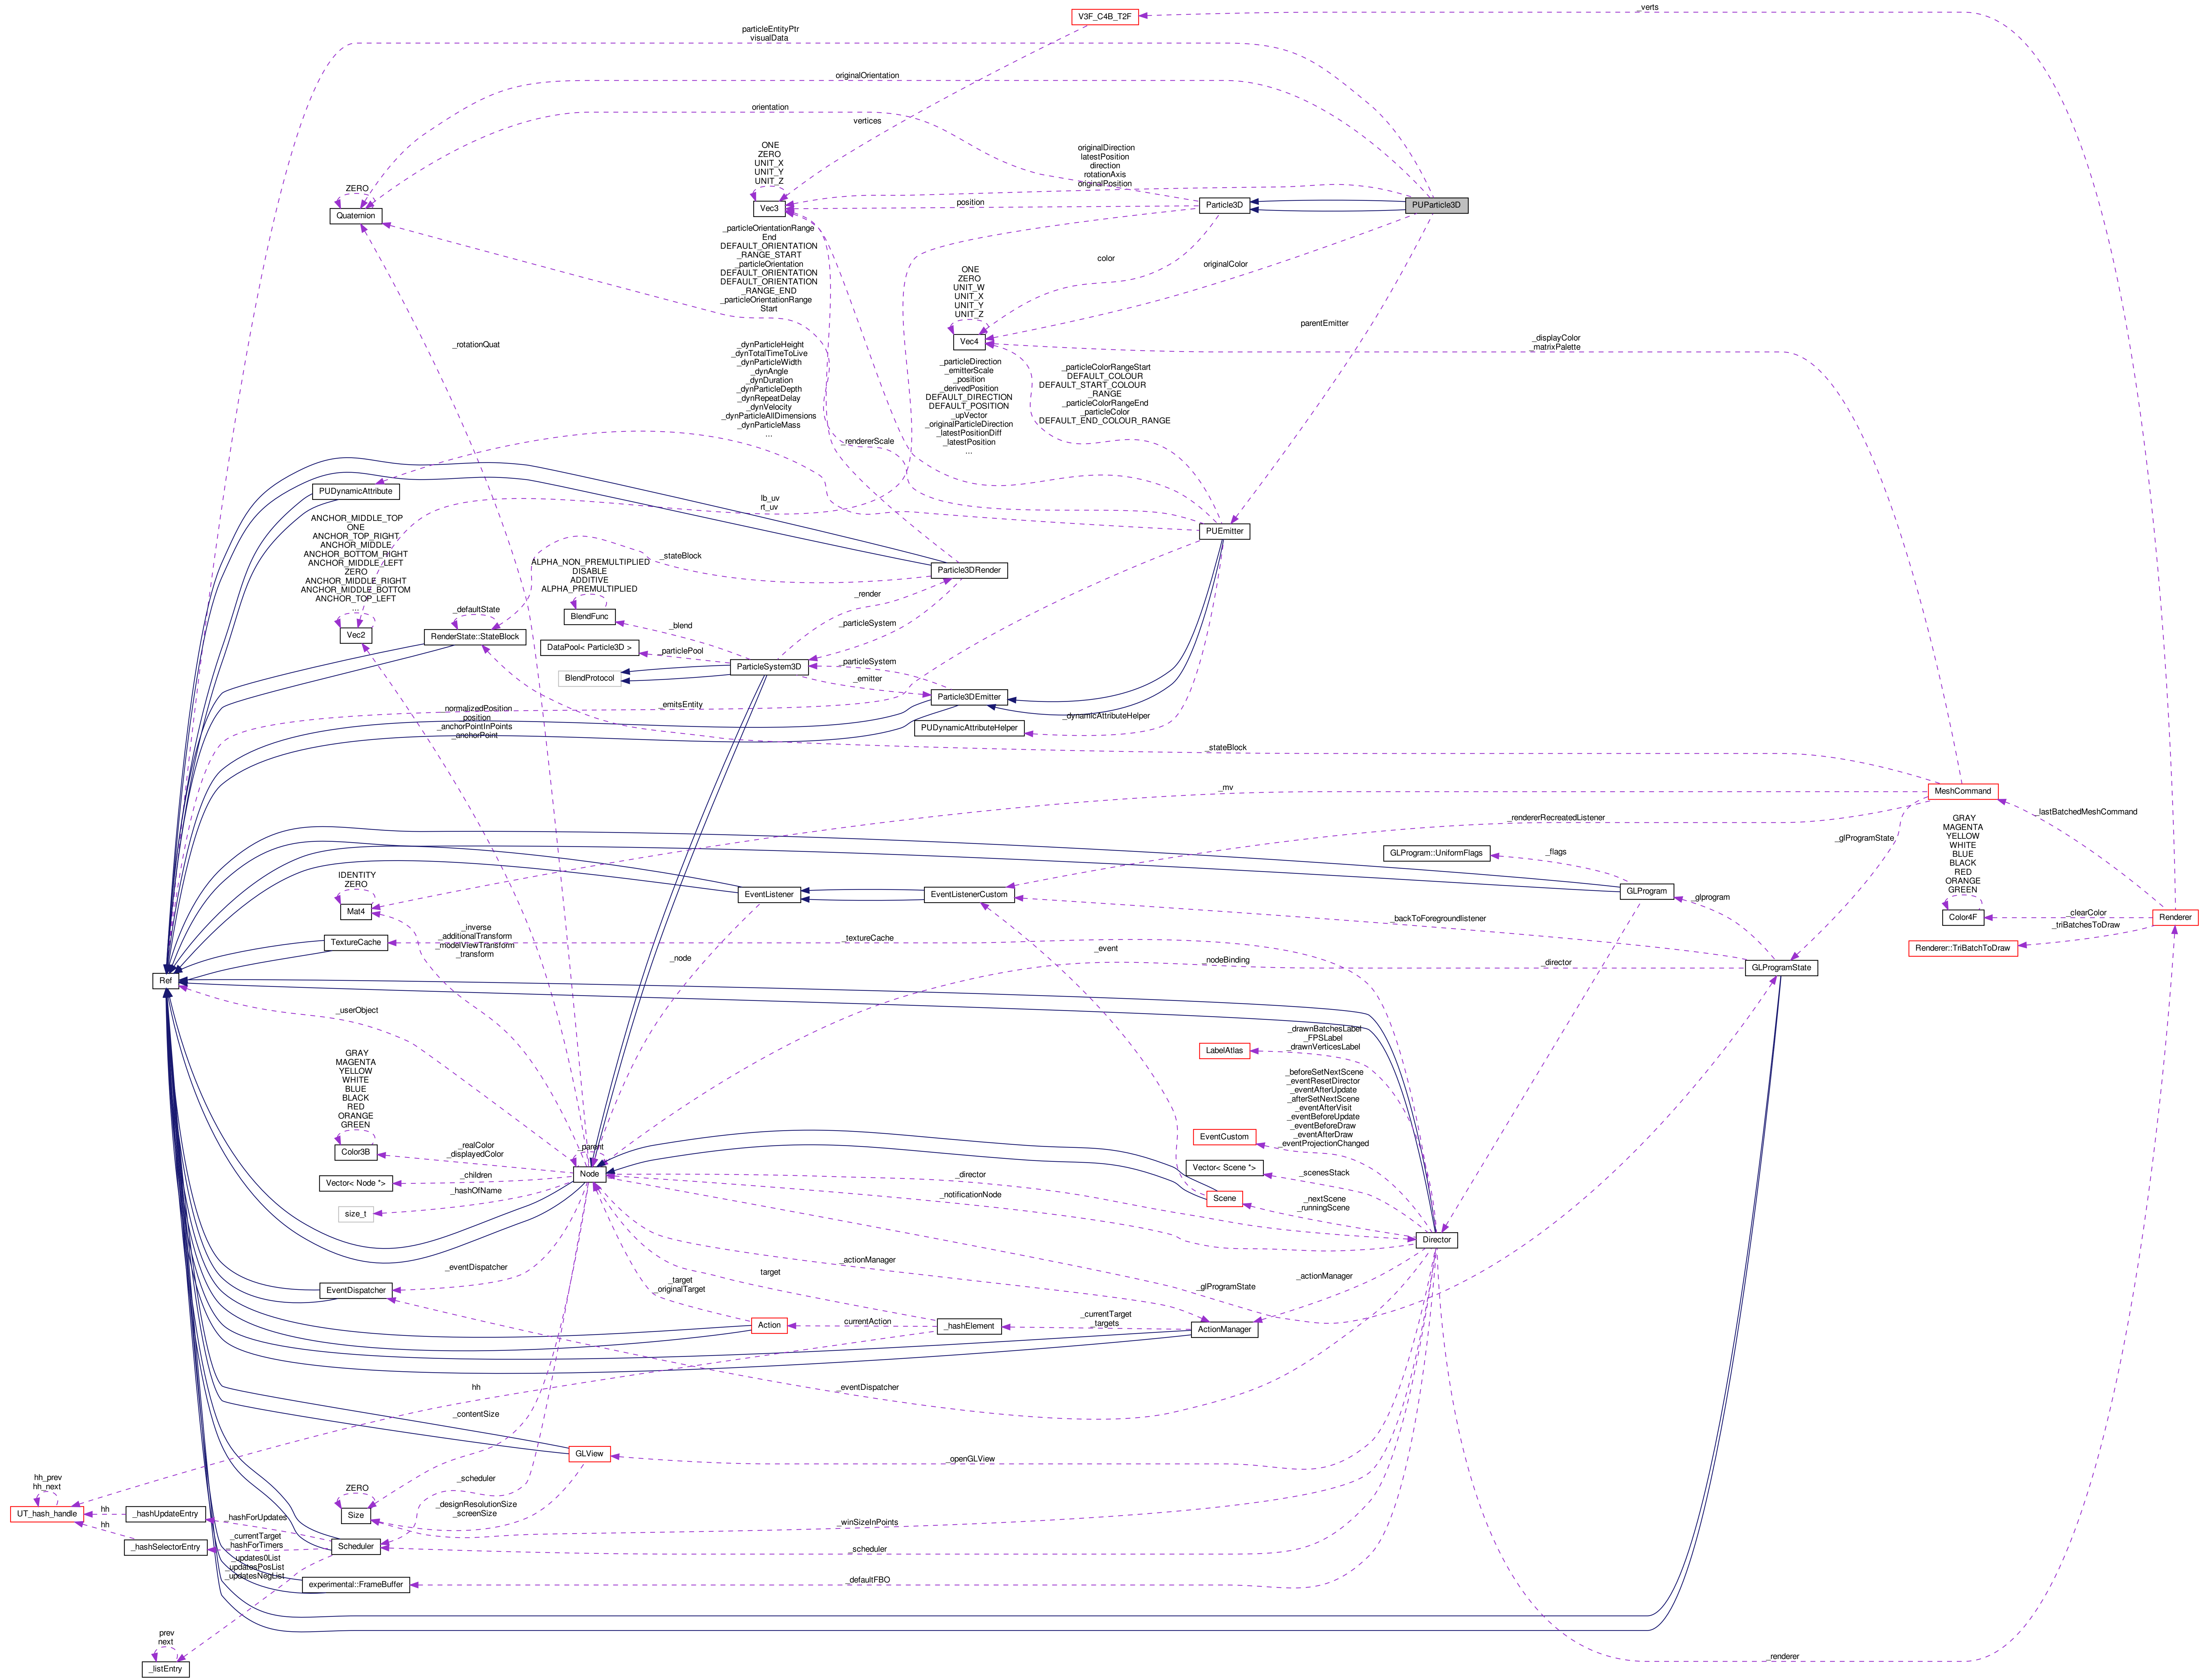 _verts
V3F_C4B_T2F
particleEntityPtr
visualData
originalOrientation
orientation
vertices
ONE
ZERO
UNIT_X
UNIT_Y
UNIT_Z
originalDirection
latestPosition
direction
rotationAxis
originalPosition
ZERO
Quaternion
Vec3
position
Particle3D
PUParticle3D
_particleOrientationRange
End
DEFAULT_ORIENTATION
_RANGE_START
_particleOrientation
DEFAULT_ORIENTATION
DEFAULT_ORIENTATION
_RANGE_END
_particleOrientationRange
Start
color
originalColor
ONE
ZERO
UNIT_W
UNIT_X
UNIT_Y
UNIT_Z
Vec4
parentEmitter
_displayColor
_matrixPalette
_rotationQuat
_dynParticleHeight
_dynTotalTimeToLive
_dynParticleWidth
_dynAngle
_dynDuration
_dynParticleDepth
_dynRepeatDelay
_dynVelocity
_dynParticleAllDimensions
_dynParticleMass
...
_particleDirection
_emitterScale
_position
_derivedPosition
DEFAULT_DIRECTION
DEFAULT_POSITION
_upVector
_originalParticleDirection
_latestPositionDiff
_latestPosition
...
_particleColorRangeStart
DEFAULT_COLOUR
DEFAULT_START_COLOUR
_RANGE
_particleColorRangeEnd
_particleColor
DEFAULT_END_COLOUR_RANGE
_rendererScale
PUDynamicAttribute
lb_uv
rt_uv
ANCHOR_MIDDLE_TOP
ONE
ANCHOR_TOP_RIGHT
ANCHOR_MIDDLE
ANCHOR_BOTTOM_RIGHT
ANCHOR_MIDDLE_LEFT
ZERO
ANCHOR_MIDDLE_RIGHT
ANCHOR_MIDDLE_BOTTOM
ANCHOR_TOP_LEFT
...
Vec2
PUEmitter
_stateBlock
ALPHA_NON_PREMULTIPLIED
DISABLE
ADDITIVE
ALPHA_PREMULTIPLIED
Particle3DRender
_render
_defaultState
BlendFunc
RenderState::StateBlock
_blend
_particleSystem
DataPool< Particle3D >
_particlePool
BlendProtocol
ParticleSystem3D
_particleSystem
_emitter
Particle3DEmitter
_emitsEntity
_normalizedPosition
_position
_anchorPointInPoints
_anchorPoint
_dynamicAttributeHelper
PUDynamicAttributeHelper
_stateBlock
_mv
MeshCommand
_rendererRecreatedListener
_lastBatchedMeshCommand
_glProgramState
GRAY
MAGENTA
YELLOW
WHITE
BLUE
BLACK
RED
ORANGE
GREEN
Color4F
GLProgram::UniformFlags
_flags
IDENTITY
ZERO
Mat4
EventListener
EventListenerCustom
GLProgram
_glprogram
_clearColor
_triBatchesToDraw
Renderer
Renderer::TriBatchToDraw
_backToForegroundlistener
_inverse
_additionalTransform
_modelViewTransform
_transform
TextureCache
_textureCache
_node
_event
_nodeBinding
_director
GLProgramState
Ref
_userObject
_drawnBatchesLabel
_FPSLabel
_drawnVerticesLabel
LabelAtlas
GRAY
MAGENTA
YELLOW
WHITE
BLUE
BLACK
RED
ORANGE
GREEN
Color3B
_beforeSetNextScene
_eventResetDirector
_eventAfterUpdate
_afterSetNextScene
_eventAfterVisit
_eventBeforeUpdate
_eventBeforeDraw
_eventAfterDraw
_eventProjectionChanged
EventCustom
_realColor
_displayedColor
_parent
Node
Vector< Node *>
_children
_hashOfName
size_t
_director
_notificationNode
Vector< Scene *>
_scenesStack
Scene
_nextScene
_runningScene
Director
_eventDispatcher
EventDispatcher
_actionManager
_target
_originalTarget
target
_glProgramState
_actionManager
Action
currentAction
_hashElement
_currentTarget
_targets
ActionManager
hh
_eventDispatcher
_contentSize
GLView
_openGLView
hh_prev
hh_next
UT_hash_handle
hh
hh
_hashUpdateEntry
_hashSelectorEntry
_hashForUpdates
_currentTarget
_hashForTimers
_updates0List
_updatesPosList
_updatesNegList
ZERO
Size
_scheduler
_designResolutionSize
_screenSize
_winSizeInPoints
Scheduler
_scheduler
experimental::FrameBuffer
_defaultFBO
prev
next
_listEntry
_renderer